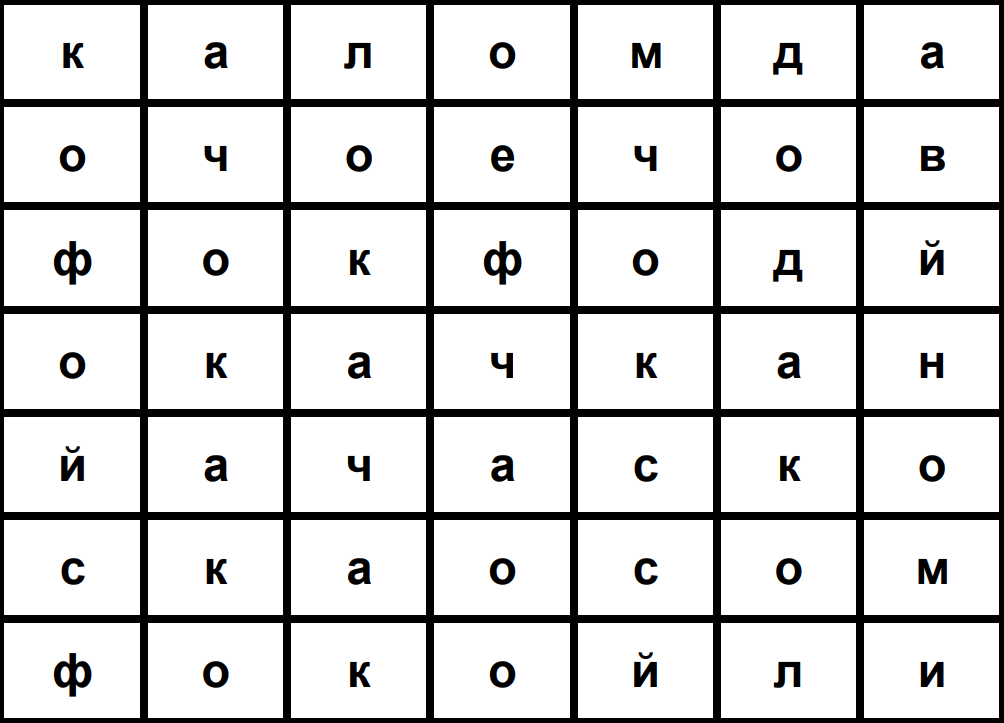 к а л о м д а
о ч о е ч о в
ф о к ф о д й
о к а ч к а н
й а ч а с к о
с к а о с о м
ф о к о й л и